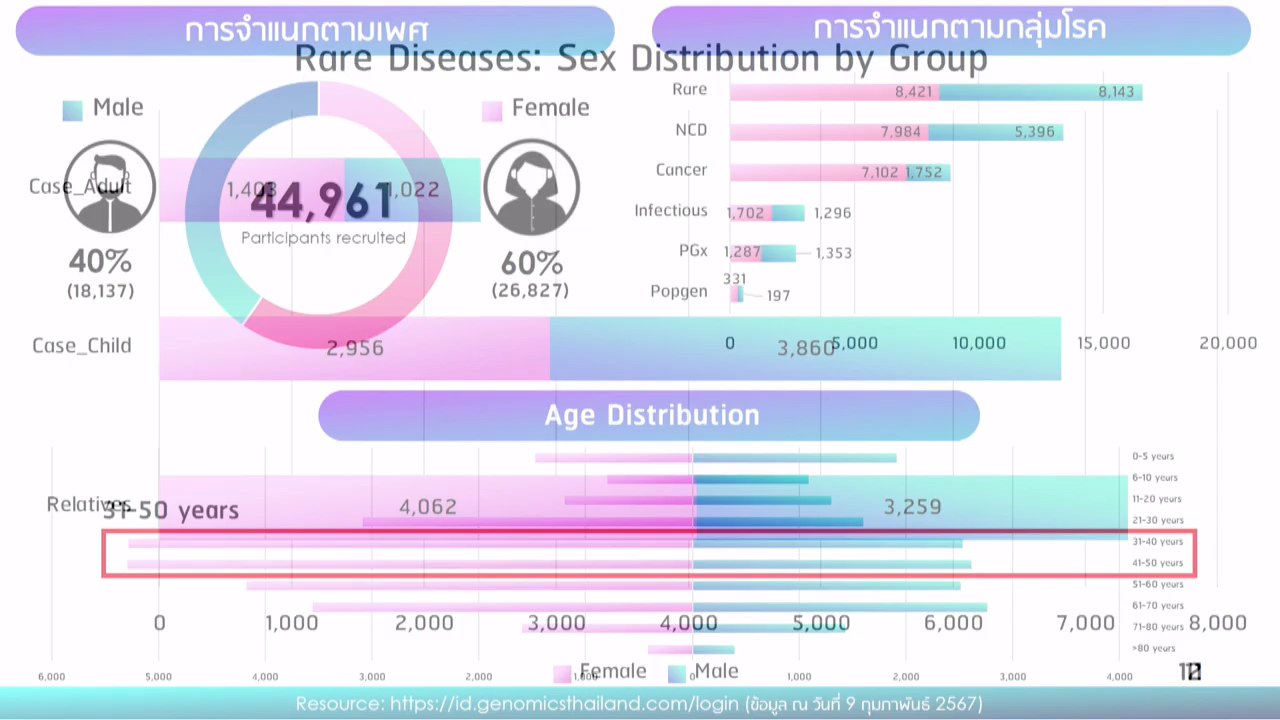 การจำแนกตามเพศ
การจำแนกตามกลุ่มโรค
Rare Diseases: Sex Distribution by Group
Male
Female
44,961
Participants recruited
40%
(18,137)
60%
(26,827)
Rare 8,421 8,143
NCD 7,984 5,396
Cancer 7,102 1,752
Infectious 1,702 1,296
PGx 1,287 1,353
Popgen 331 197
0 5,000 10,000 15,000 20,000
Case_Adult 1,403 1,022
Case_Child 2,956 3,860
Relatives 4,062 3,259
0 1,000 2,000 3,000 4,000 5,000 6,000 7,000 8,000
Female Male
Age Distribution
31-50 years
0-5 years
6-10 years
11-20 years
21-30 years
31-40 years
41-50 years
51-60 years
61-70 years
71-80 years
>80 years
6,000 5,000 4,000 3,000 2,000 1,000 0 1,000 2,000 3,000 4,000
Resource: https://id.genomicsthailand.com/login (ข้อมูล ณ วันที่ 9 กุมภาพันธ์ 2567)